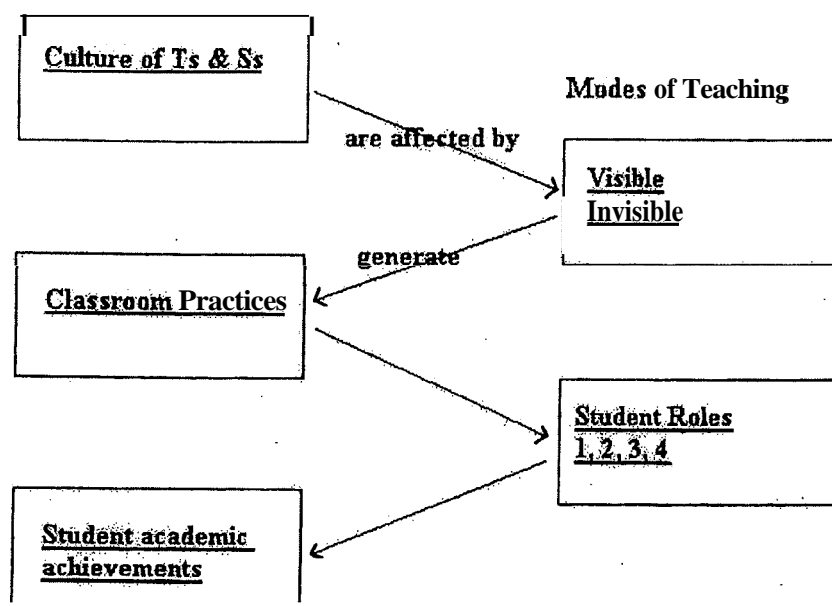 Culture of Ts & Ss
Modes of Teaching
are affected by
Visible
Invisible
generate
Classroom Practices
Student Roles
1, 2, 3, 4
Student academic
achievements